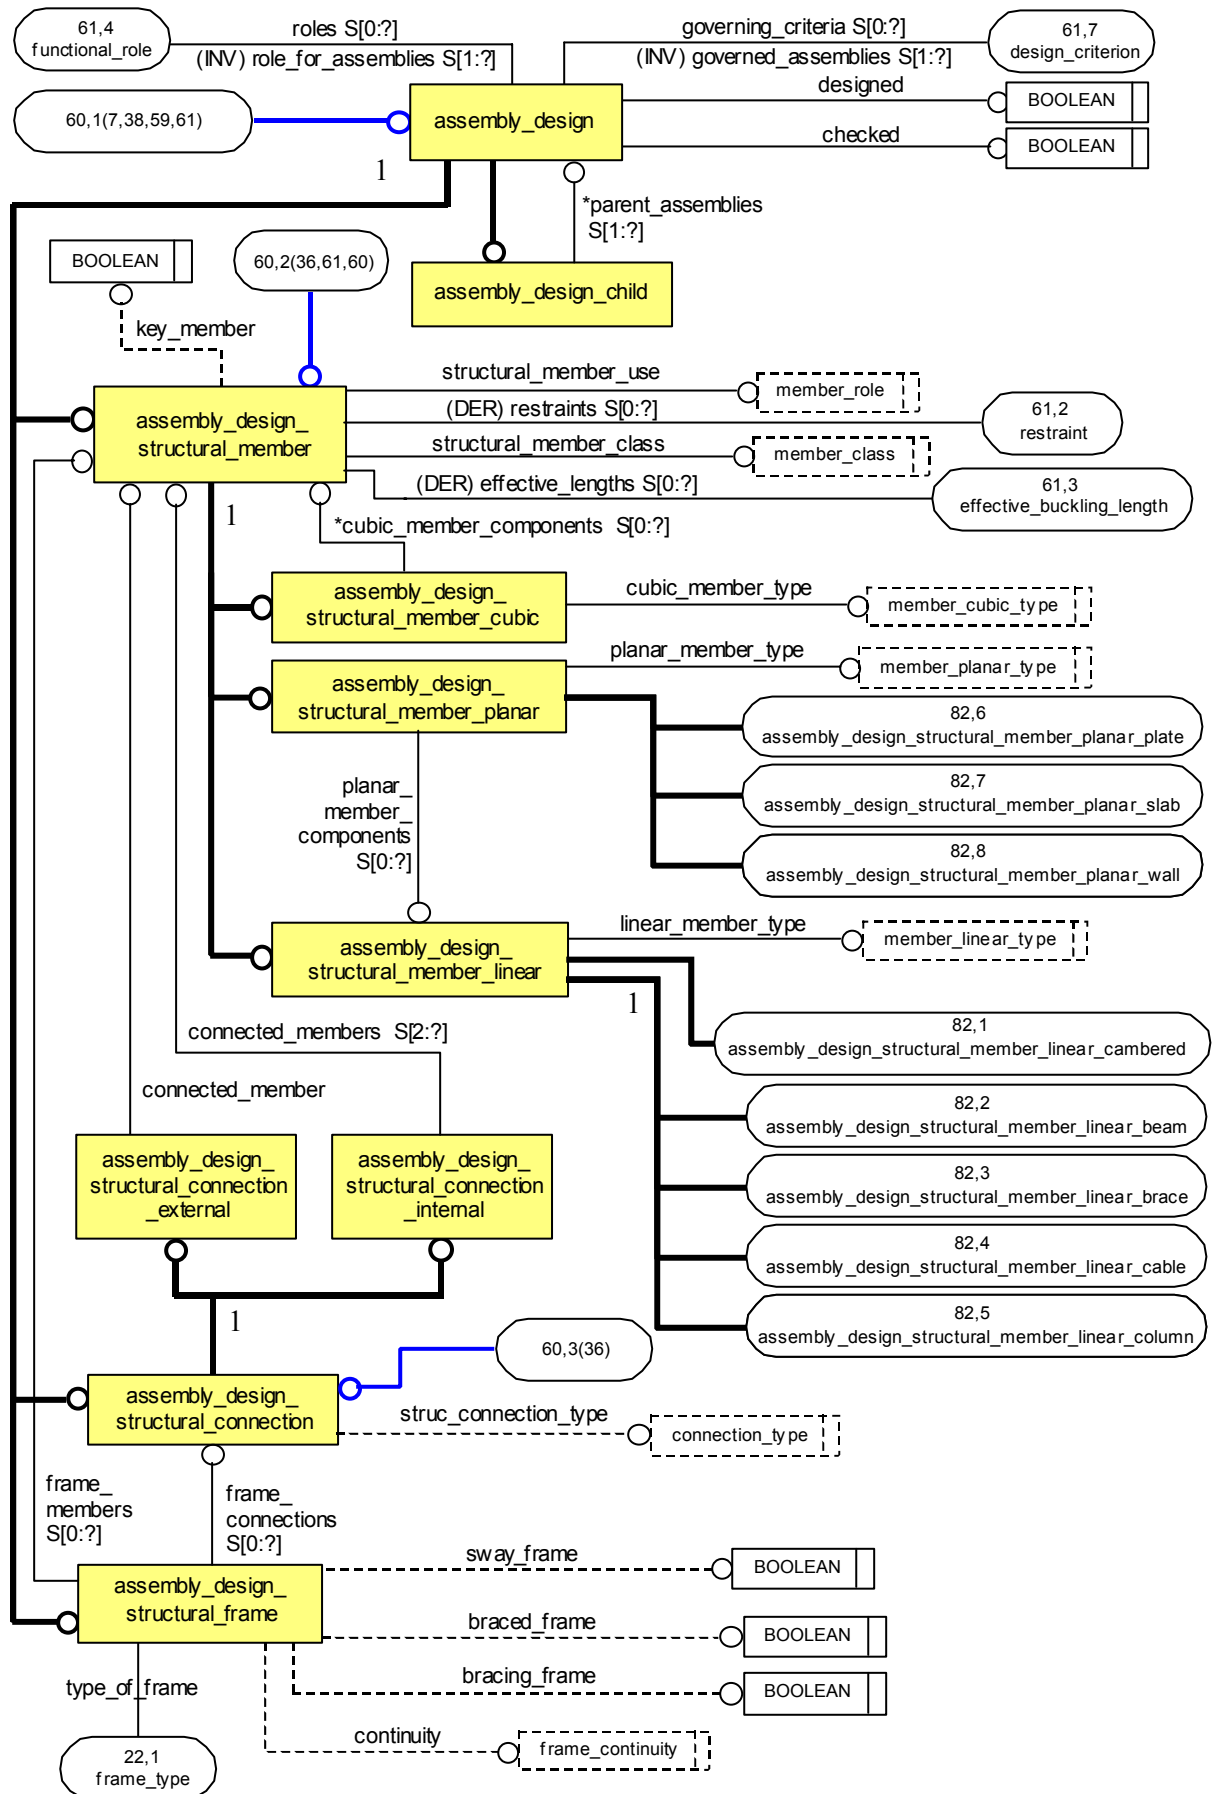 61,4
functional_role
roles S[0:?]
(INV) role_for_assemblies S[1:?]
governing_criteria S[0:?]
(INV) governed_assemblies S[1:?]
61,7
design_criterion
designed
BOOLEAN
60,1(7,38,59,61)
assembly_design
checked
BOOLEAN
1
*parent_assemblies
S[1:?]
BOOLEAN
60,2(36,61,60)
assembly_design_child
key_member
structural_member_use
member_role
assembly_design_
structural_member
(DER) restraints S[0:?]
61,2
restraint
structural_member_class
member_class
(DER) effective_lengths S[0:?]
61,3
effective_buckling_length
1
*cubic_member_components S[0:?]
assembly_design_
structural_member_cubic
cubic_member_type
member_cubic_type
planar_member_type
member_planar_type
assembly_design_
structural_member_planar
82,6
assembly_design_structural_member_planar_plate
planar_
member_
components
S[0:?]
82,7
assembly_design_structural_member_planar_slab
82,8
assembly_design_structural_member_planar_wall
linear_member_type
member_linear_type
assembly_design_
structural_member_linear
1
connected_members S[2:?]
82,1
assembly_design_structural_member_linear_cambered
connected_member
82,2
assembly_design_structural_member_linear_beam
assembly_design_
structural_connection
_external
assembly_design_
structural_connection
_internal
82,3
assembly_design_structural_member_linear_brace
82,4
assembly_design_structural_member_linear_cable
1
82,5
assembly_design_structural_member_linear_column
60,3(36)
assembly_design_
structural_connection
struc_connection_type
connection_type
frame_
members
S[0:?]
frame_
connections
S[0:?]
sway_frame
BOOLEAN
assembly_design_
structural_frame
braced_frame
BOOLEAN
bracing_frame
BOOLEAN
type_of_frame
continuity
frame_continuity
22,1
frame_type